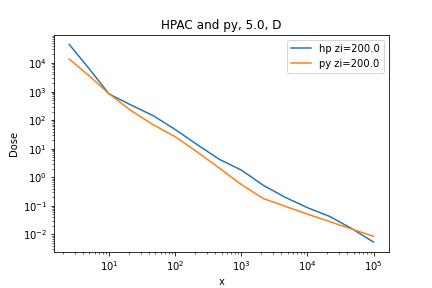 HPAC and py, 5.0, D
hp zi=200.0
py zi=200.0
Dose
10⁴
10³
10²
10¹
10⁰
10⁻¹
10⁻²
10¹ 10² 10³ 10⁴ 10⁵
x